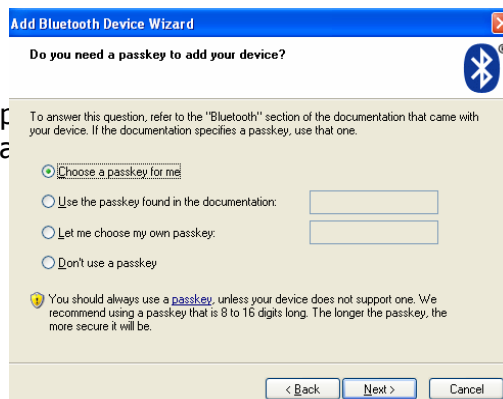 Add Bluetooth Device Wizard
Do you need a passkey to add your device?
To answer this question, refer to the "Bluetooth" section of the documentation that came with
your device. If the documentation specifies a passkey, use that one.
Choose a passkey for me
Use the passkey found in the documentation:
Let me choose my own passkey:
Don't use a passkey
You should always use a passkey, unless your device does not support one. We
recommend using a passkey that is 8 to 16 digits long. The longer the passkey, the
more secure it will be.
< Back Next > Cancel